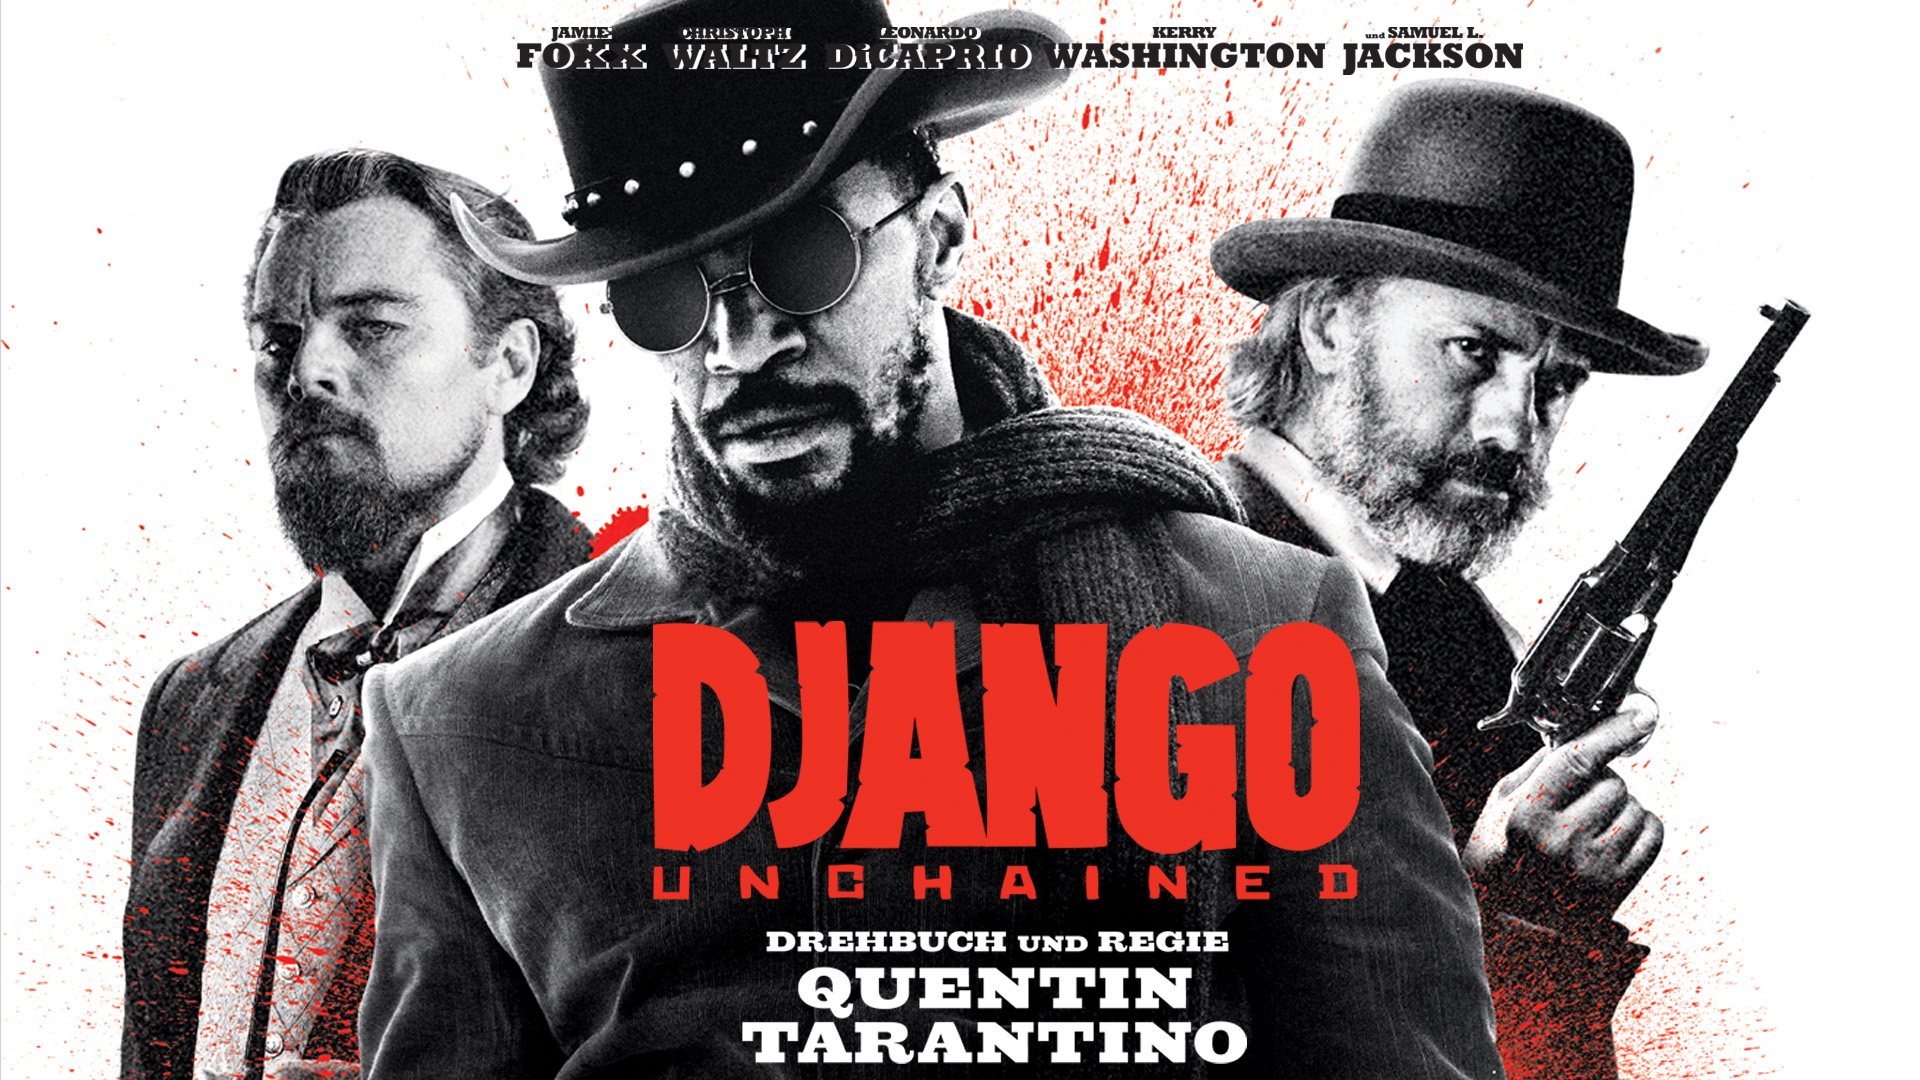 JAMIE CHRISTOPH LEONARDO KERRY und SAMUEL L.
FOXX WALTZ DiCAPRIO WASHINGTON JACKSON
DJANGO
UNCHAINED
DREHBUCH UND REGIE
QUENTIN
TARANTINO